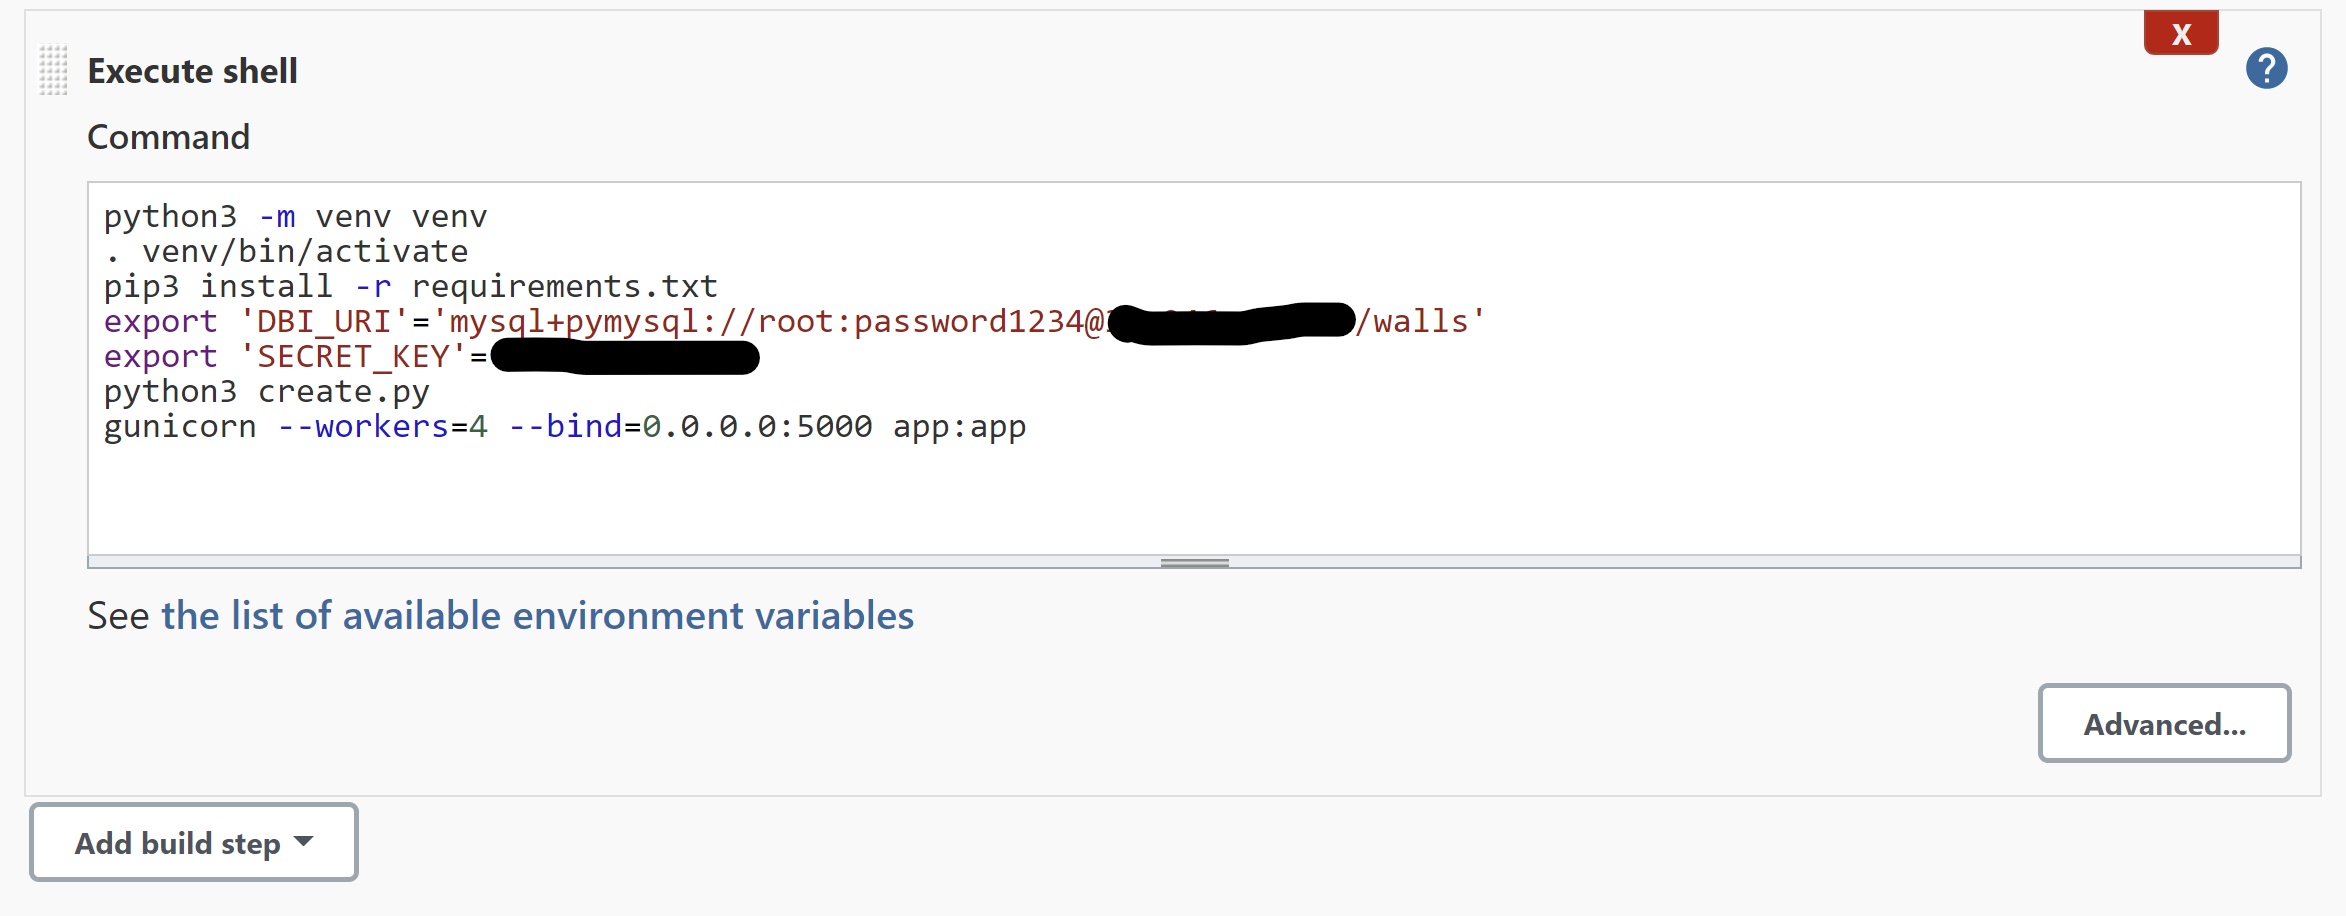 X
Execute shell
?
Command
python3 -m venv venv
. venv/bin/activate
pip3 install -r requirements.txt
export 'DBI_URI'='mysql+pymysql://root:password1234@ /walls'
export 'SECRET_KEY'=
python3 create.py
gunicorn --workers=4 --bind=0.0.0.0:5000 app:app
See the list of available environment variables
Advanced...
Add build step